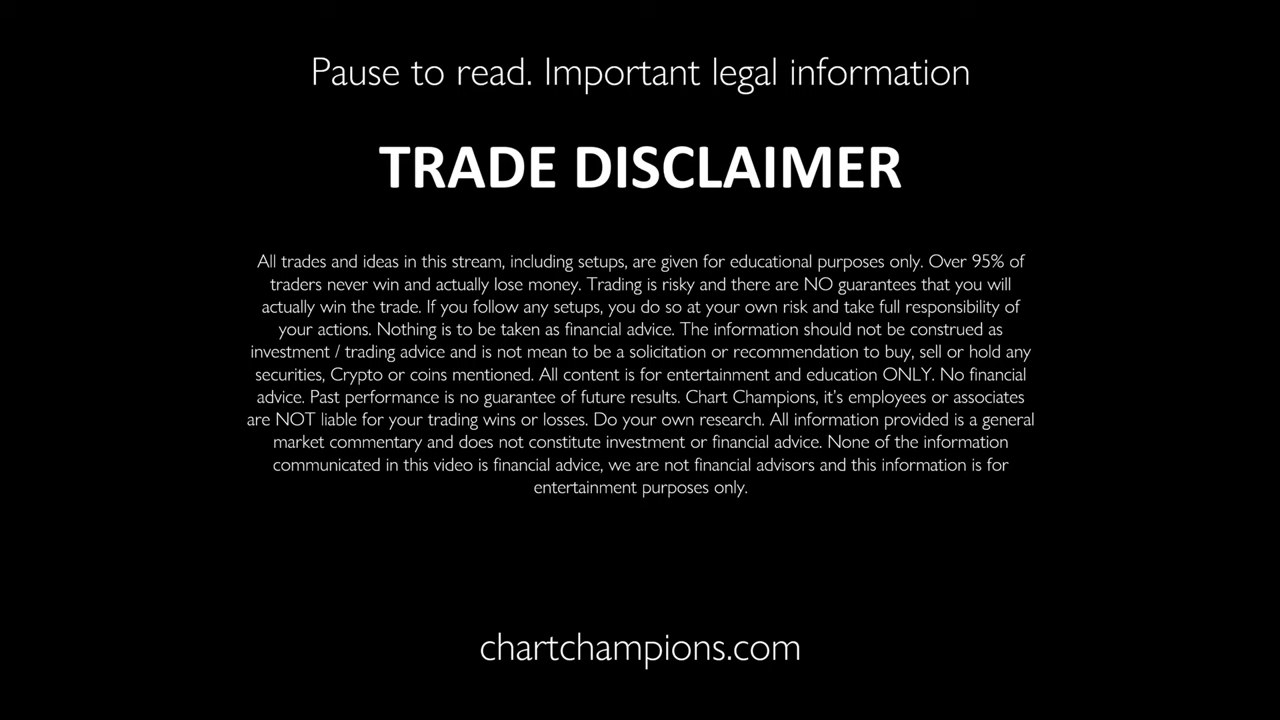 Pause to read. Important legal information
TRADE DISCLAIMER
All trades and ideas in this stream, including setups, are given for educational purposes only. Over 95% of
traders never win and actually lose money. Trading is risky and there are NO guarantees that you will
actually win the trade. If you follow any setups, you do so at your own risk and take full responsibility of
your actions. Nothing is to be taken as financial advice. The information should not be construed as
investment / trading advice and is not mean to be a solicitation or recommendation to buy, sell or hold any
securities, Crypto or coins mentioned. All content is for entertainment and education ONLY. No financial
advice. Past performance is no guarantee of future results. Chart Champions, it's employees or associates
are NOT liable for your trading wins or losses. Do your own research. All information provided is a general
market commentary and does not constitute investment or financial advice. None of the information
communicated in this video is financial advice, we are not financial advisors and this information is for
entertainment purposes only.
chartchampions.com